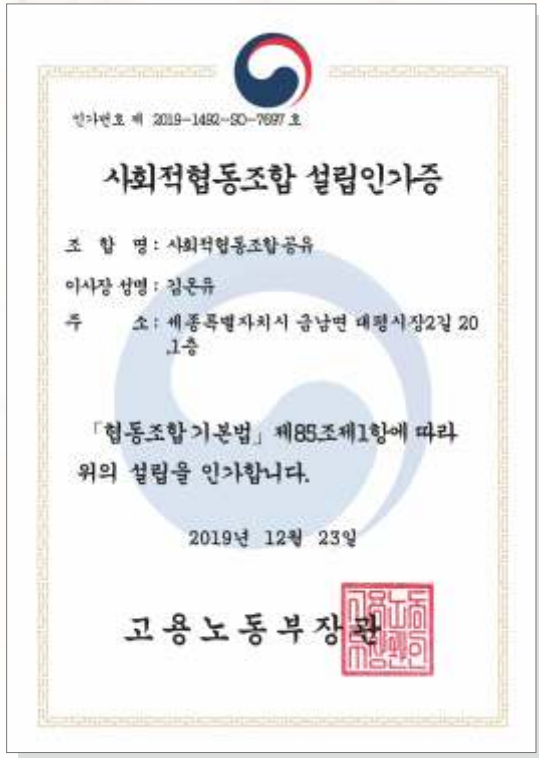 인가번호 제 2019-1492-SD-7697 호
사회적협동조합 설립인가증
조 합 명 : 사회적협동조합 공유
이사장 성명 : 김온유
주 소 : 세종특별자치시 금남면 대평시장2길 20
,1층
「협동조합 기본법」 제85조제1항에 따라
위의 설립을 인가합니다.
2019년 12월 23일
고용노동부장관